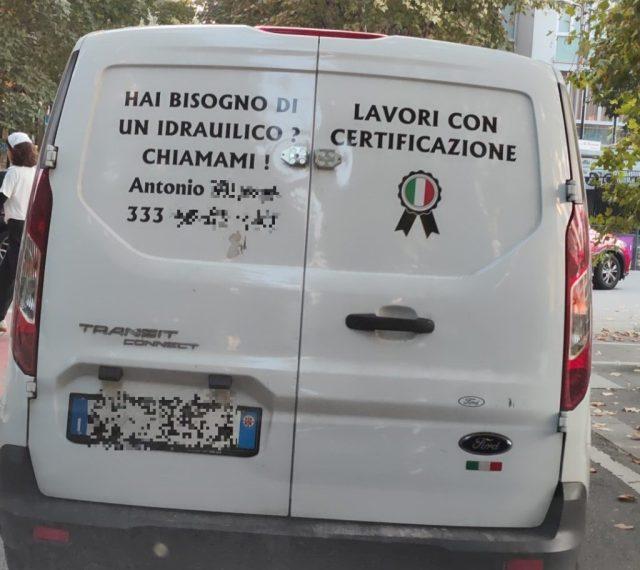 HAI BISOGNO DI
UN IDRAUILICO ?
CHIAMAMI !
Antonio
333
LAVORI CON
CERTIFICAZIONE
TRANSIT
CONNECT
Ford
Ford